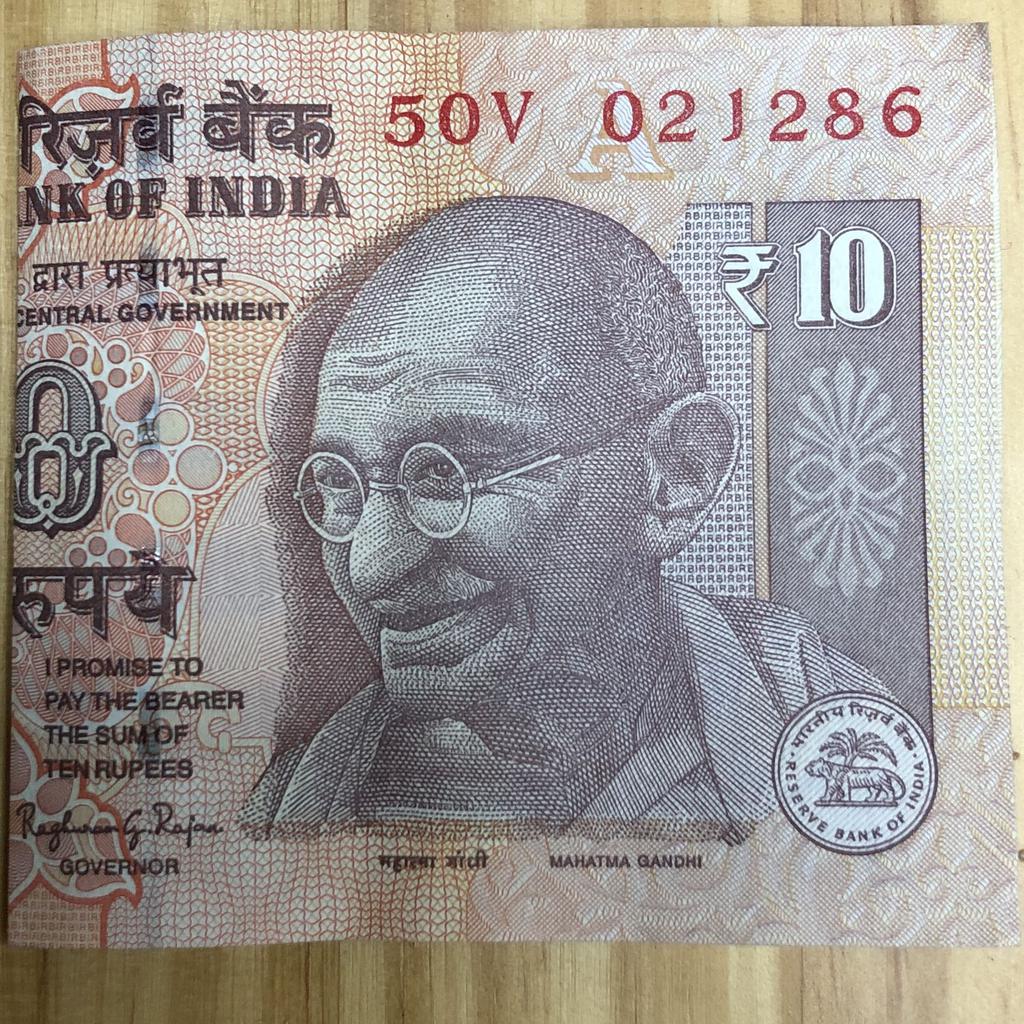 रिज़र्व बैंक
NK OF INDIA
50V 021286
द्वारा प्रत्याभूत
CENTRAL GOVERNMENT
₹10
0
रुपये
I PROMISE TO
PAY THE BEARER
THE SUM OF
TEN RUPEES
Raghuram G. Rajan
GOVERNOR
महात्मा गांधी
MAHATMA GANDHI
भारतीय रिज़र्व बैंक
RESERVE BANK OF INDIA
A